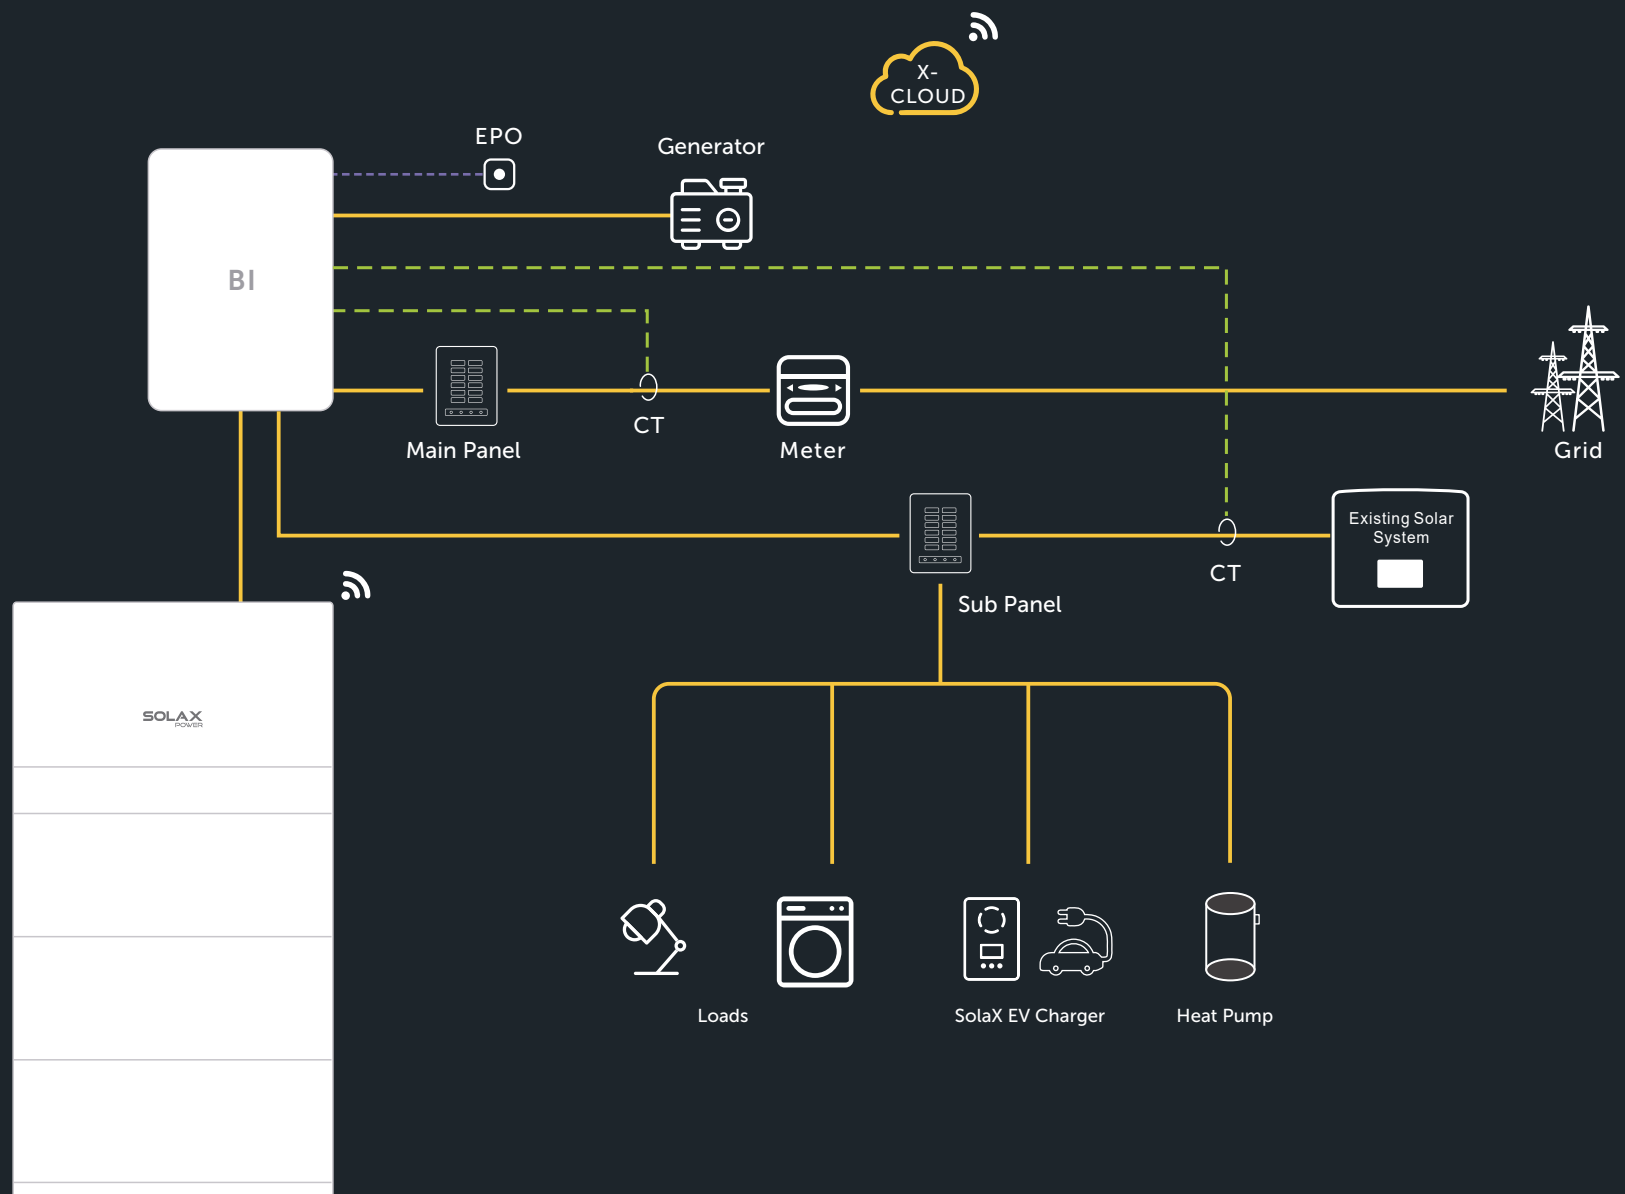 X-
CLOUD
EPO
Generator
BI
CT
Main Panel
Meter
Grid
Existing Solar
System
CT
Sub Panel
SOLAX
POWER
Loads
SolaX EV Charger
Heat Pump